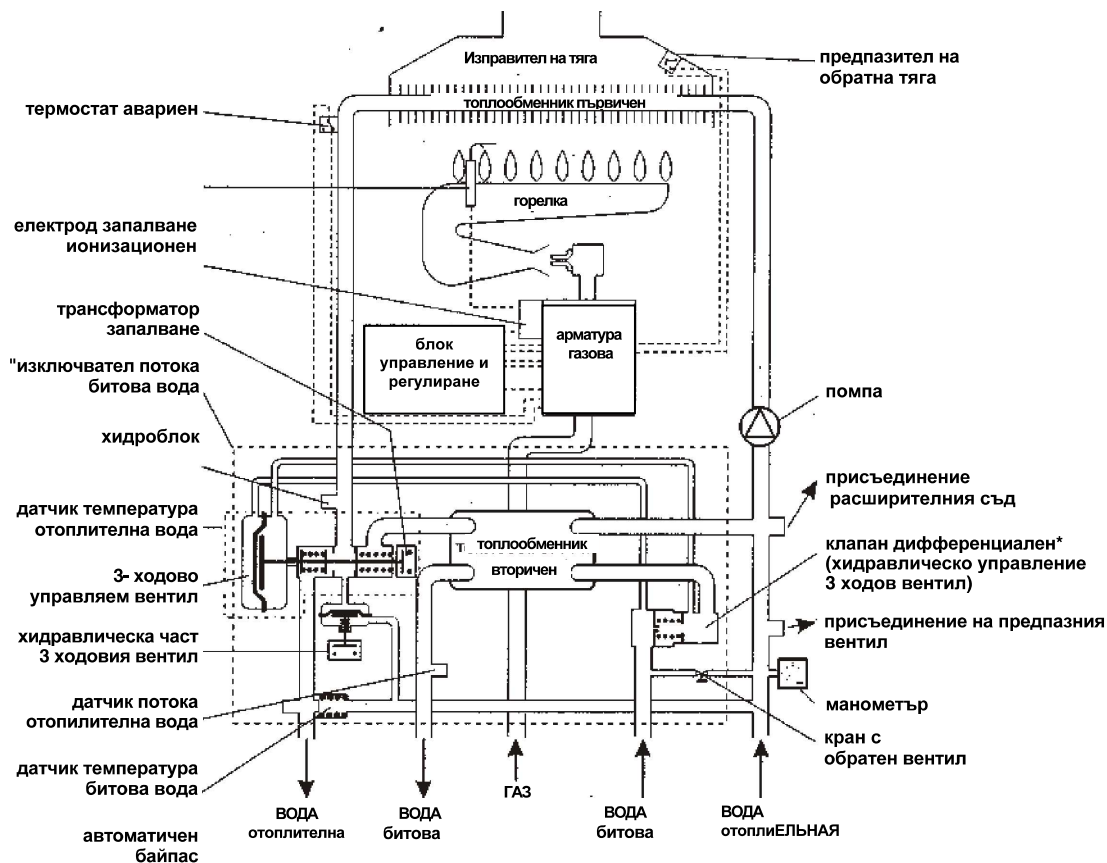 Изправител на тяга
предпазител на
обратна тяга
топлообменник първичен
термостат авариен
горелка
електрод запалване
ионизационен
трансформатор
запалване
блок
управление и
регулиране
арматура
газова
"изключвател потока
битова вода
помпа
хидроблок
присъединение
расширителния съд
датчик температура
отоплителна вода
Т
топлообменник
вторичен
клапан дифференциален*
(хидравлическо управление
3 ходов вентил)
3- ходово
управляем вентил
присъединение на предпазния
вентил
хидравлическа част
3 ходовия вентил
датчик потока
отопилителна вода
манометър
кран с
обратен вентил
датчик температура
битова вода
автоматичен
байпас
ВОДА
отоплителна
ВОДА
битова
ГАЗ
ВОДА
битова
ВОДА
отоплиЕЛЬНАЯ